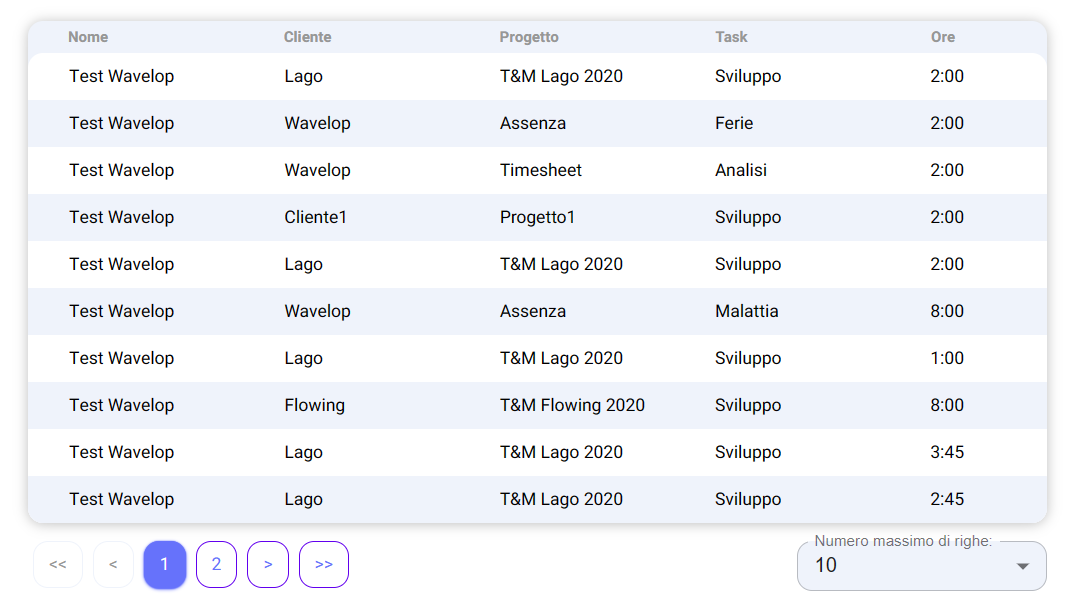 Nome Cliente Progetto Task Ore
Test Wavelop Lago T&M Lago 2020 Sviluppo 2:00
Test Wavelop Wavelop Assenza Ferie 2:00
Test Wavelop Wavelop Timesheet Analisi 2:00
Test Wavelop Cliente1 Progetto1 Sviluppo 2:00
Test Wavelop Lago T&M Lago 2020 Sviluppo 2:00
Test Wavelop Wavelop Assenza Malattia 8:00
Test Wavelop Lago T&M Lago 2020 Sviluppo 1:00
Test Wavelop Flowing T&M Flowing 2020 Sviluppo 8:00
Test Wavelop Lago T&M Lago 2020 Sviluppo 3:45
Test Wavelop Lago T&M Lago 2020 Sviluppo 2:45
<< < 1 2 > >>
Numero massimo di righe:
10